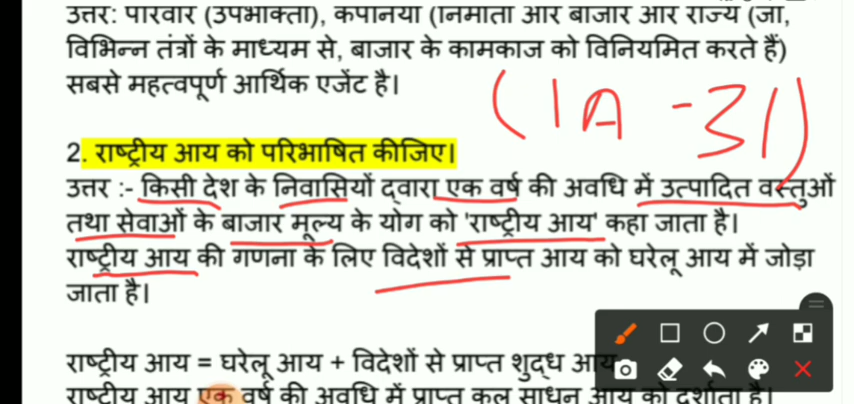 उत्तर: परिवार (उपभोक्ता), कंपनियां (निर्माता और बाजार और राज्य (जो,
विभिन्न तंत्रों के माध्यम से, बाजार के कामकाज को विनियमित करते हैं)
सबसे महत्वपूर्ण आर्थिक एजेंट है।
(1A -31)
2. राष्ट्रीय आय को परिभाषित कीजिए।
उत्तर :- किसी देश के निवासियों द्वारा एक वर्ष की अवधि में उत्पादित वस्तुओं
तथा सेवाओं के बाजार मूल्य के योग को 'राष्ट्रीय आय' कहा जाता है।
राष्ट्रीय आय की गणना के लिए विदेशों से प्राप्त आय को घरेलू आय में जोड़ा
जाता है।
राष्ट्रीय आय = घरेलू आय + विदेशों से प्राप्त शुद्ध आय
राष्ट्रीय आय एक वर्ष की अवधि में प्राप्त कुल साधन आय को दर्शाता है।